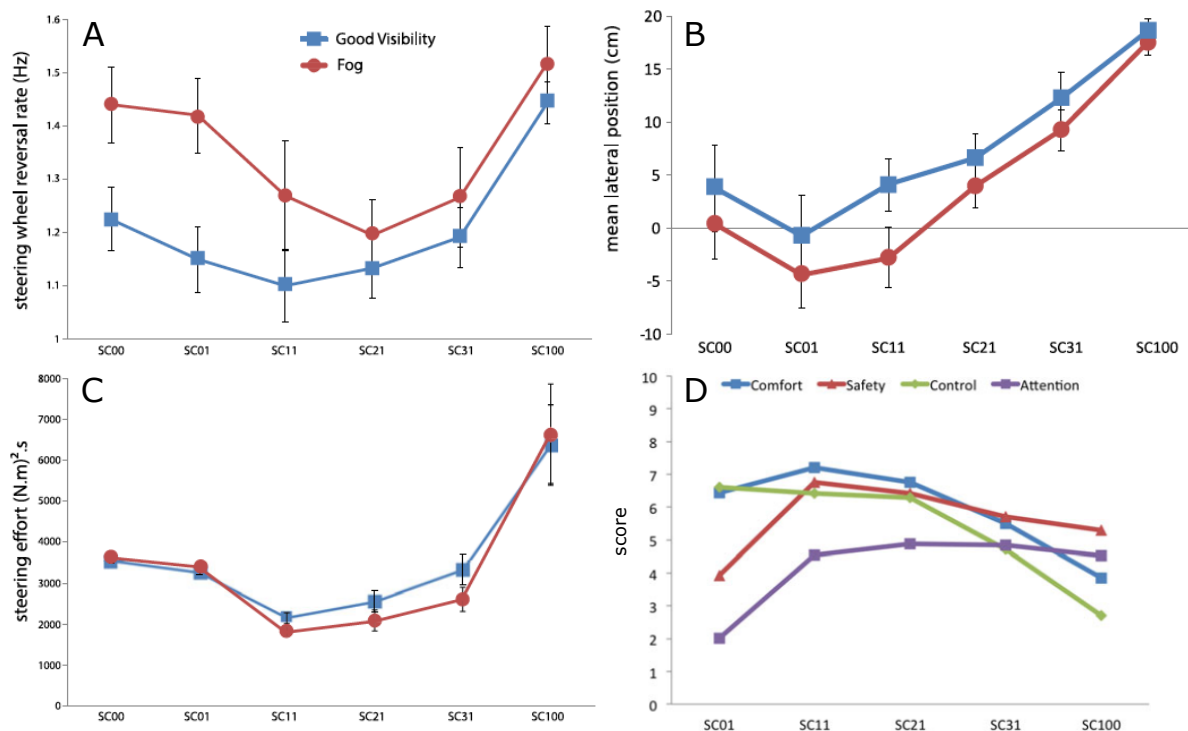 A
steering wheel reversal rate (Hz)
1.6
1.5
1.4
1.3
1.2
1.1
1
Good Visibility
Fog
SC00 SC01 SC11 SC21 SC31 SC100
B
mean lateral position (cm)
20
15
10
5
0
-5
-10
SC00 SC01 SC11 SC21 SC31 SC100
C
steering effort (N.m)².s
8000
7000
6000
5000
4000
3000
2000
1000
0
SC00 SC01 SC11 SC21 SC31 SC100
D
Comfort Safety Control Attention
score
10
9
8
7
6
5
4
3
2
1
0
SC01 SC11 SC21 SC31 SC100